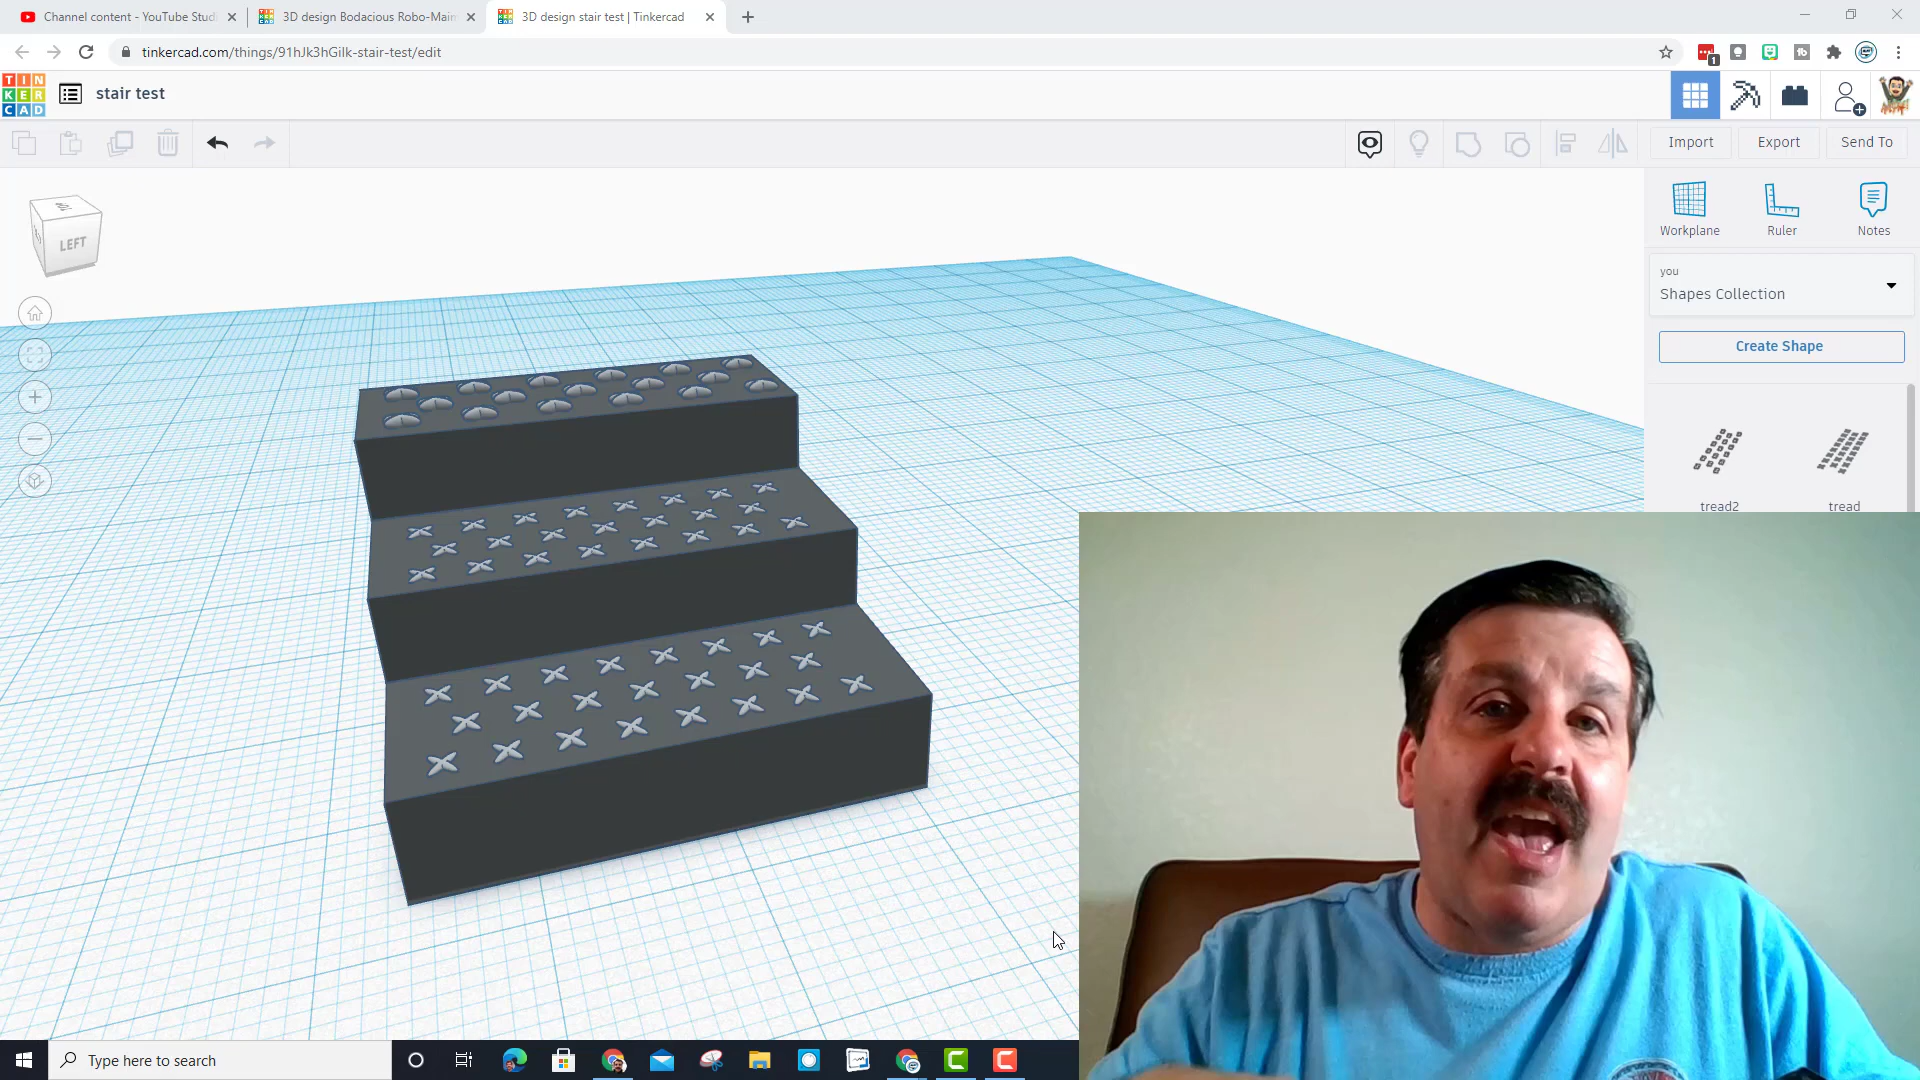 Channel content - YouTube Stud
3D design Bodacious Robo-Main
3D design stair test | Tinkercad
tinkercad.com/things/91hJk3hGilk-stair-test/edit
1
TIN
KER
CAD
stair test
Import
Export
Send To
TOP
LEFT
Workplane
Ruler
Notes
you
Shapes Collection
Create Shape
tread2
tread
Type here to search